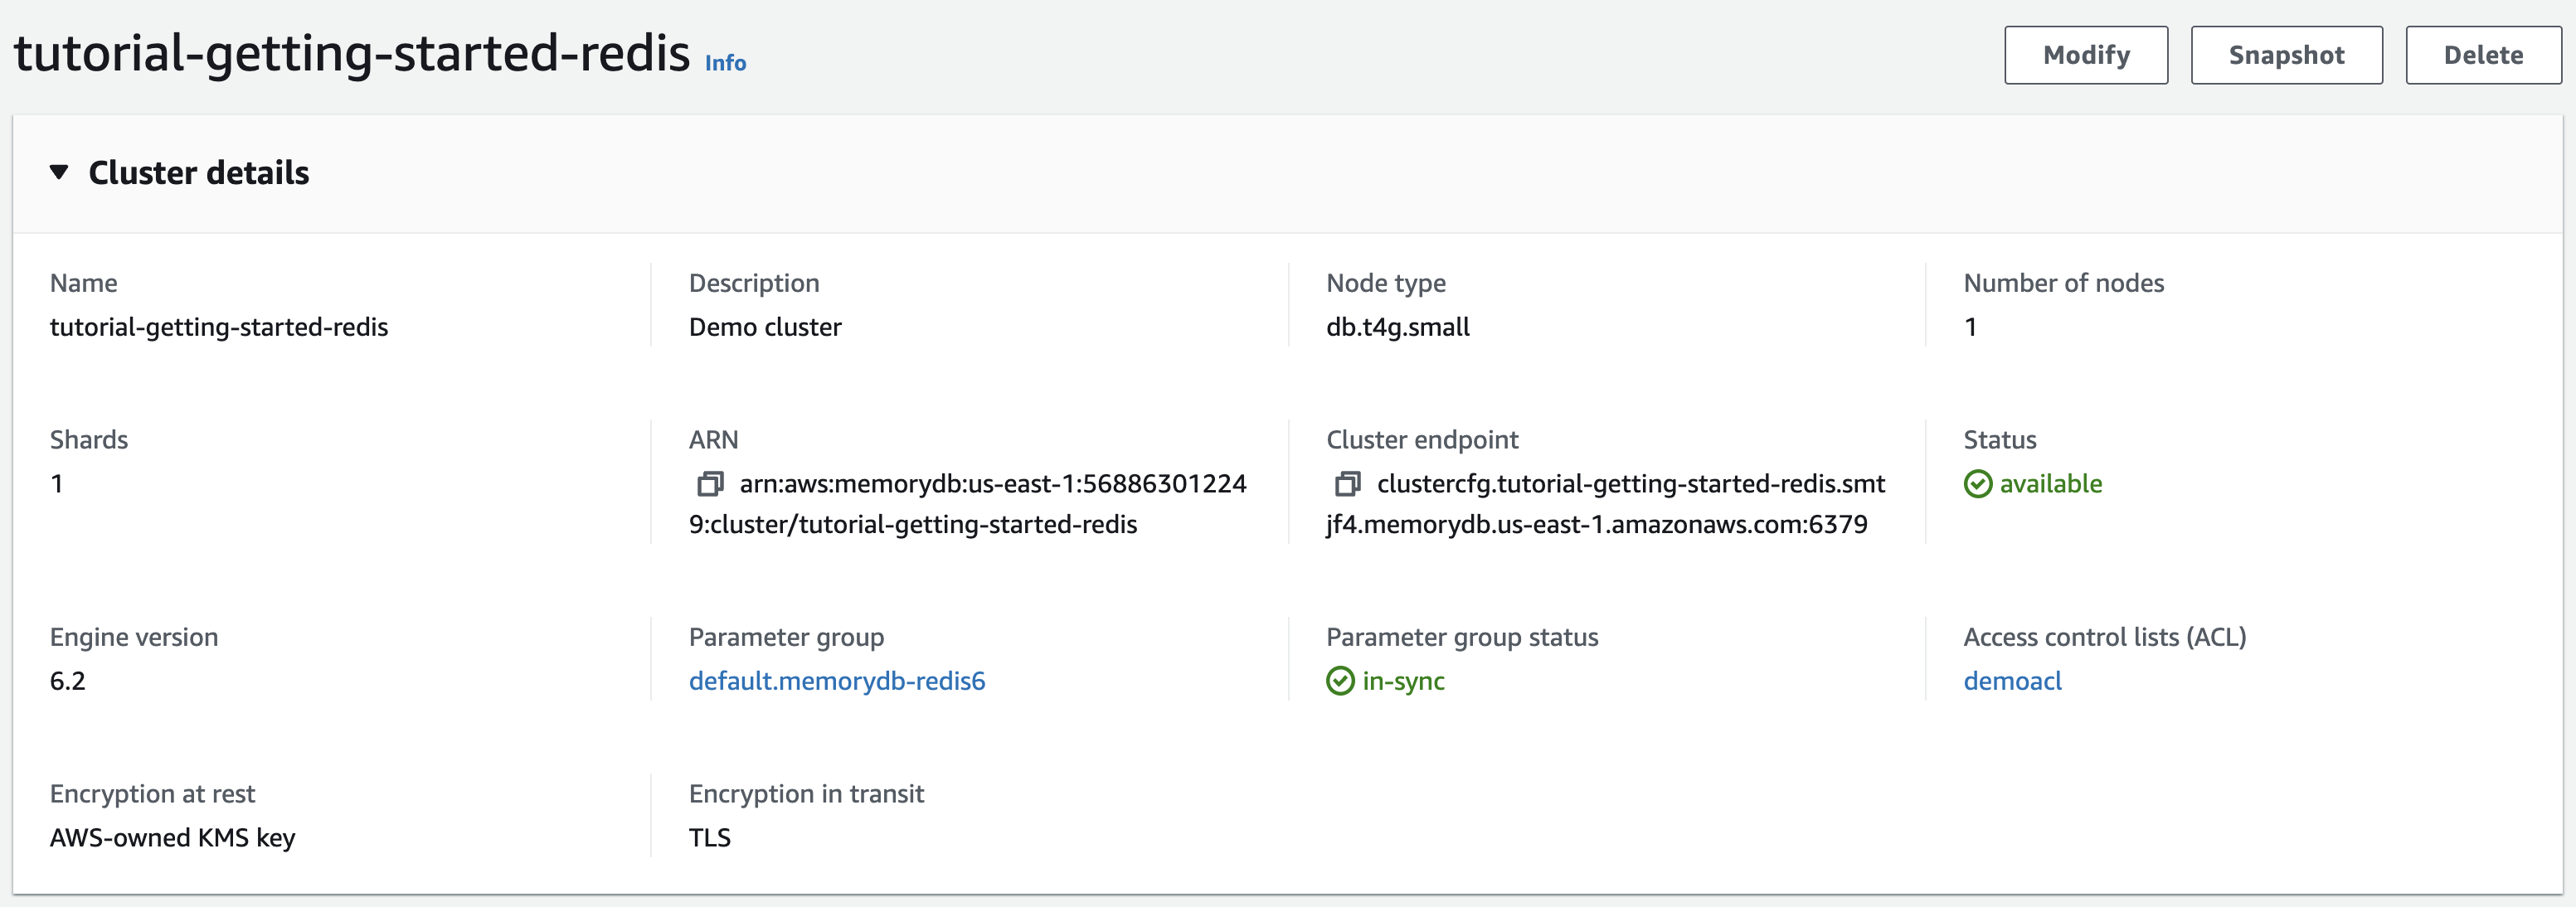 tutorial-getting-started-redis Info
Modify
Snapshot
Delete
Cluster details
Name
tutorial-getting-started-redis
Description
Demo cluster
Node type
db.t4g.small
Number of nodes
1
Shards
1
ARN
arn:aws:memorydb:us-east-1:56886301224
9:cluster/tutorial-getting-started-redis
Cluster endpoint
clustercfg.tutorial-getting-started-redis.smt
jf4.memorydb.us-east-1.amazonaws.com:6379
Status
available
Engine version
6.2
Parameter group
default.memorydb-redis6
Parameter group status
in-sync
Access control lists (ACL)
demoacl
Encryption at rest
AWS-owned KMS key
Encryption in transit
TLS